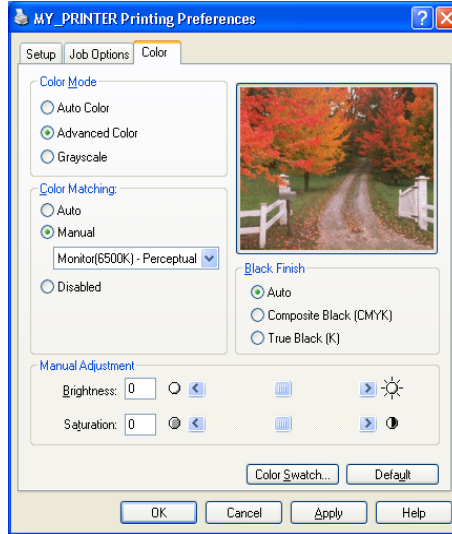 MY_PRINTER Printing Preferences
Setup Job Options Color
Color Mode
Auto Color
Advanced Color
Grayscale
Color Matching:
Auto
Manual
Monitor(6500K) - Perceptual
Disabled
Black Finish
Auto
Composite Black (CMYK)
True Black (K)
Manual Adjustment
Brightness: 0
Saturation: 0
Color Swatch... Default
OK Cancel Apply Help